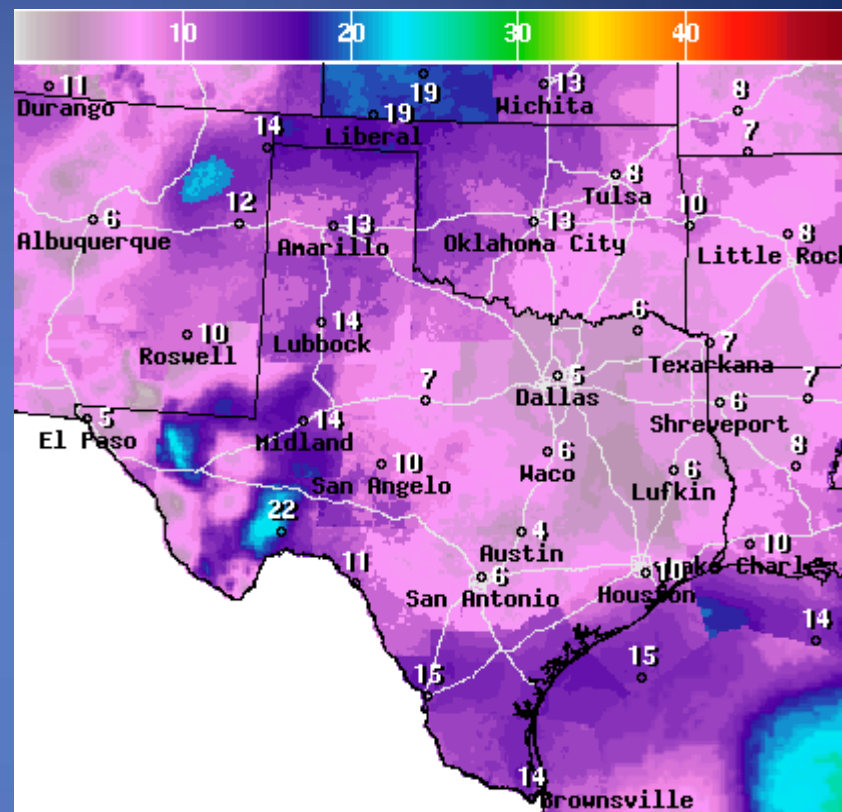 10 20 30 40
11 19 13 8
Durango 19 Wichita
14 Liberal 7
8
Tulsa
6 12 13 13 10 8
Albuquerque Amarillo Oklahoma City Little Rock
10 14 6
Roswell Lubbock 7
Texarkana
5 7 5 6 7
El Paso 14 Dallas Shreveport
Midland
10 6 6 8
San Angelo Waco Lufkin
22 4 10
Austin Lake Charles
11 6 10
San Antonio Houston
15 15 14
14
Brownsville